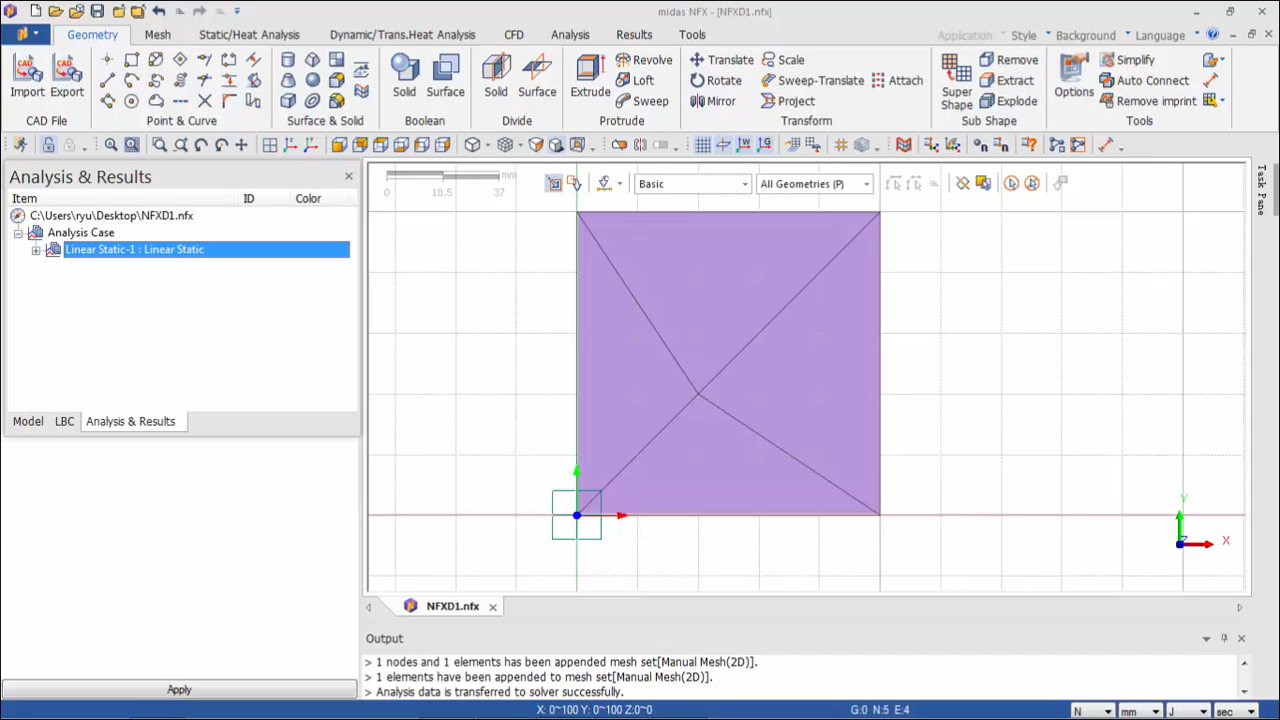 midas NFX - [NFXD1.nfx]
Geometry Mesh Static/Heat Analysis Dynamic/Trans.Heat Analysis CFD Analysis Results Tools Application Style Background Language
Import Export
CAD File
Point & Curve
Surface & Solid
Solid Surface
Boolean
Solid Surface
Divide
Extrude Revolve Loft Sweep
Protrude
Translate Scale
Rotate Sweep-Translate Attach
Mirror Project
Transform
Super Shape Remove Extract Explode
Sub Shape
Options Simplify Auto Connect Remove imprint
Tools
Analysis & Results
Item ID Color
C:\Users\ryu\Desktop\NFXD1.nfx
Analysis Case
Linear Static-1 : Linear Static
Model LBC Analysis & Results
Apply
mm
0 18.5 37
Basic All Geometries (P)
Task Pane
Y
Z
X
NFXD1.nfx
Output
> 1 nodes and 1 elements has been appended mesh set[Manual Mesh(2D)].
> 1 elements have been appended to mesh set[Manual Mesh(2D)].
> Analysis data is transferred to solver successfully.
X: 0~100 Y: 0~100 Z:0~0 G:0 N:5 E:4 N mm J sec